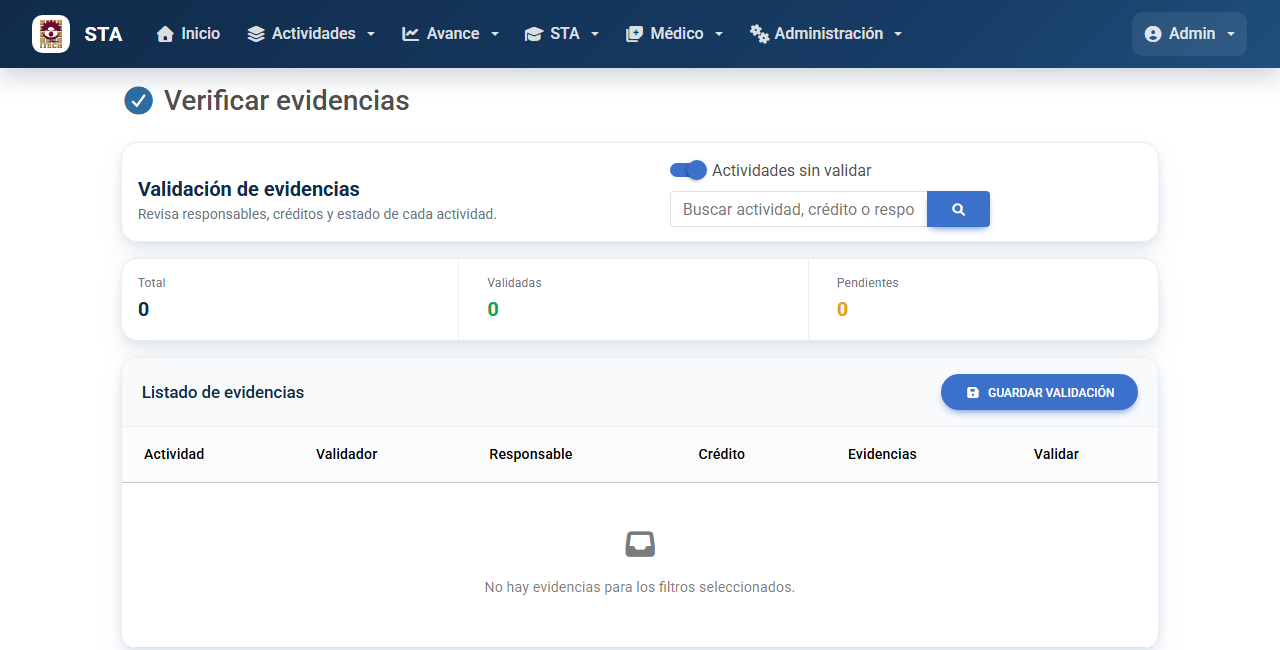 ITSCH
STA
Inicio
Actividades
Avance
STA
Médico
Administración
Admin
Verificar evidencias
Validación de evidencias
Revisa responsables, créditos y estado de cada actividad.
Actividades sin validar
Buscar actividad, crédito o respo
Total
0
Validadas
0
Pendientes
0
Listado de evidencias
GUARDAR VALIDACIÓN
Actividad Validador Responsable Crédito Evidencias Validar
No hay evidencias para los filtros seleccionados.